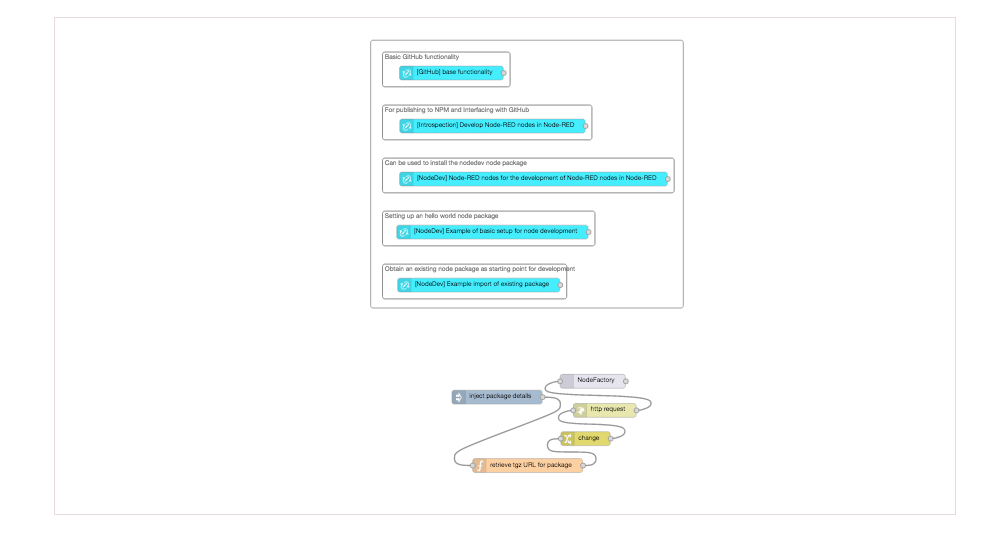 Basic GitHub functionality
[GitHub] base functionality
For publishing to NPM and Interfacing with GitHub
[Introspection] Develop Node-RED nodes in Node-RED
Can be used to install the nodedev node package
[NodeDev] Node-RED nodes for the development of Node-RED nodes in Node-RED
Setting up an hello world node package
[NodeDev] Example of basic setup for node development
Obtain an existing node package as starting point for development
[NodeDev] Example import of existing package
NodeFactory
inject package details
http request
change
retrieve tgz URL for package